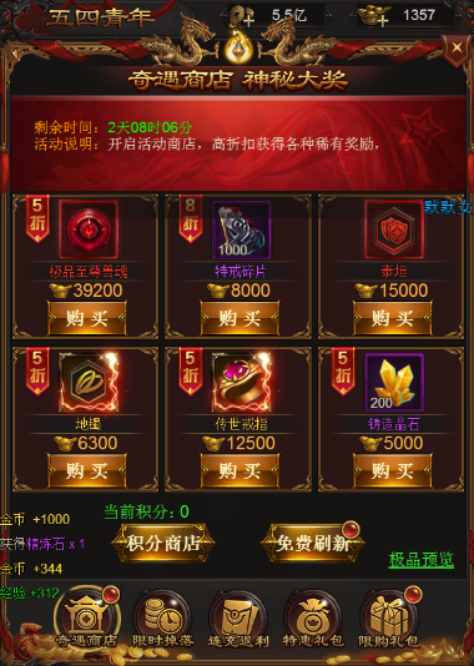 五四青年
5.5亿
1357
奇遇商店 神秘大奖
剩余时间：2天08时06分
活动说明：开启活动商店，高折扣获得各种稀有奖励，
默默
5折
8折
1000
极品至尊兽魂
特戒碎片
泰坦
39200
8000
15000
购买
购买
购买
5折
5折
5折
200
传世戒指
铸造晶石
6300
12500
5000
购买
购买
购买
当前积分：0
金币 +1000
积分商店
免费刷新
获得精炼石 x 1
极品预览
金币 +344
经验 +312
奇遇商店
限时掉落
连充返利
特惠礼包
限购礼包